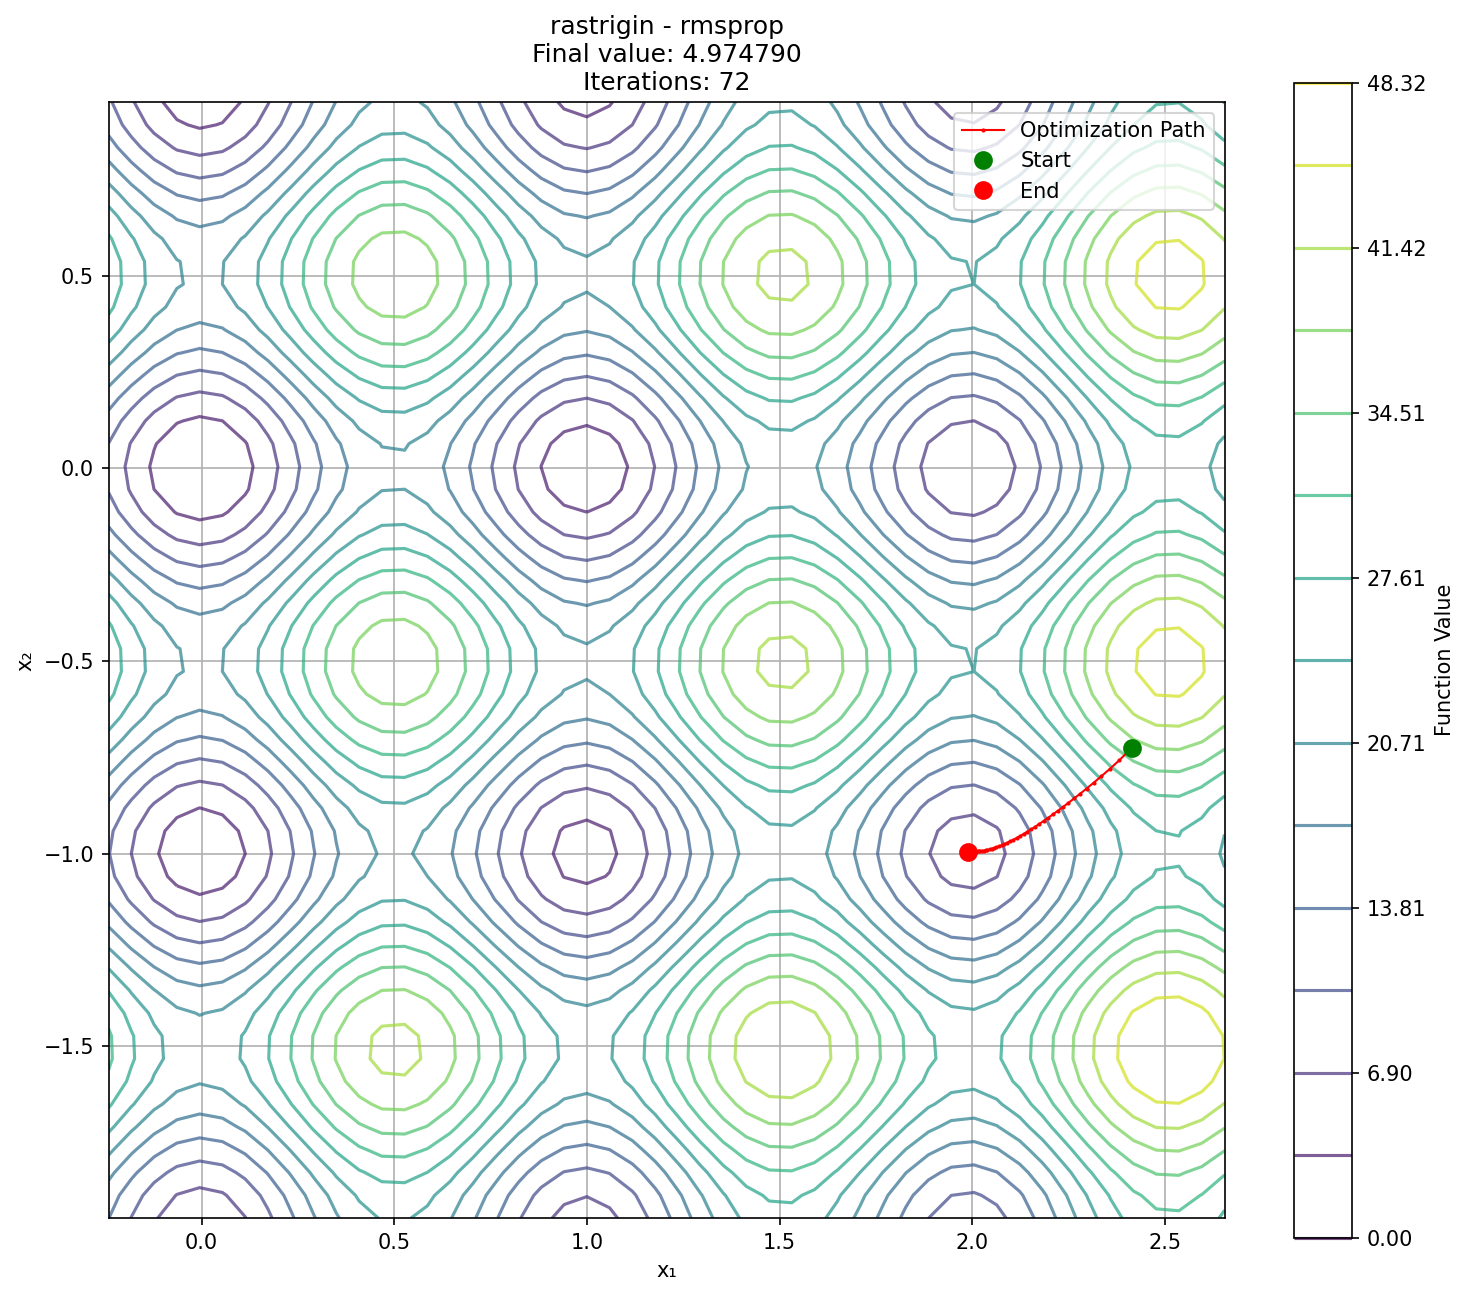 rastrigin - rmsprop
Final value: 4.974790
Iterations: 72
Optimization Path
Start
End
0.5
0.0
−0.5
−1.0
−1.5
x₂
0.0
0.5
1.0
1.5
2.0
2.5
x₁
48.32
41.42
34.51
27.61
20.71
13.81
6.90
0.00
Function Value